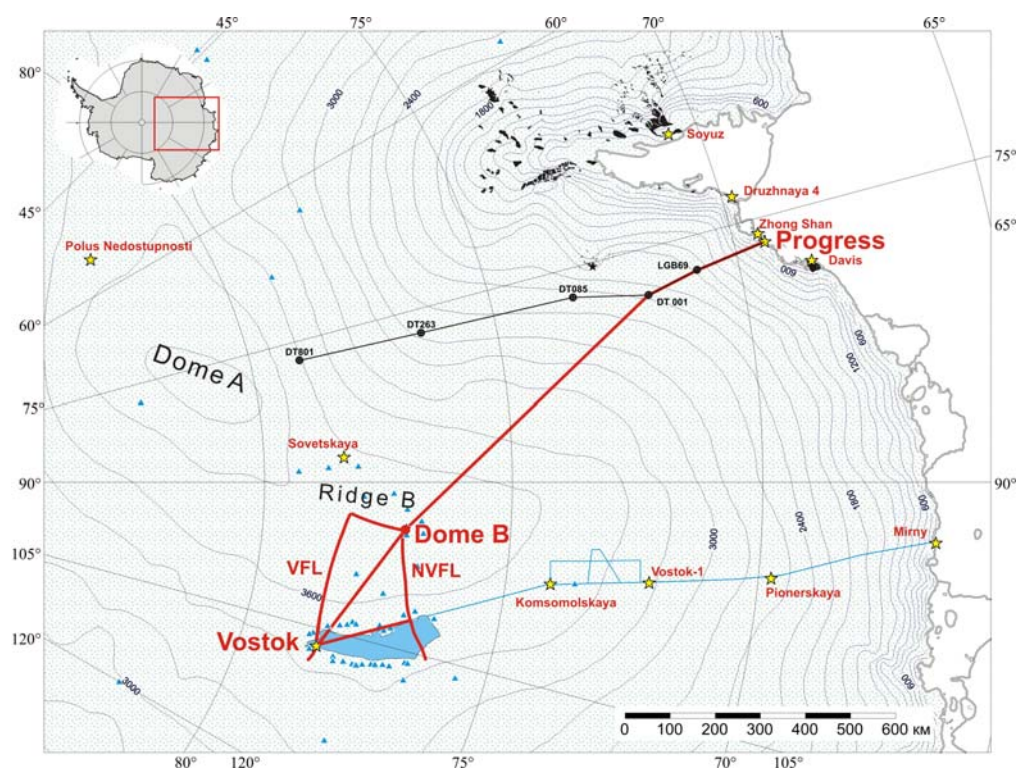 45°
75°
60°
70°
65°
80°
3000
2400
1800
600
Soyuz
75°
Druzhnaya 4
45°
Zhong Shan
65°
Polus Nedostupnosti
Progress
LGB69
Davis
600
DT085
DT 001
60°
DT263
600
DT801
1200
Dome A
75°
Sovetskaya
90°
Ridge B
90°
600
1800
2400
Dome B
3000
Mirny
105°
VFL
NVFL
Vostok-1
3600
Komsomolskaya
Pionerskaya
120°
Vostok
3000
600
0 100 200 300 400 500 600 км
80°
120°
75°
105°